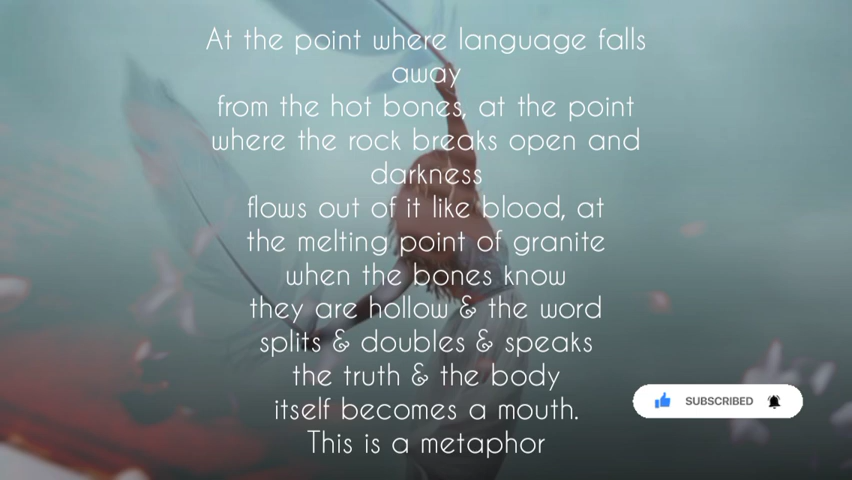 At the point where language falls
away
from the hot bones, at the point
where the rock breaks open and
darkness
flows out of it like blood, at
the melting point of granite
when the bones know
they are hollow & the word
splits & doubles & speaks
the truth & the body
itself becomes a mouth.
This is a metaphor
SUBSCRIBED